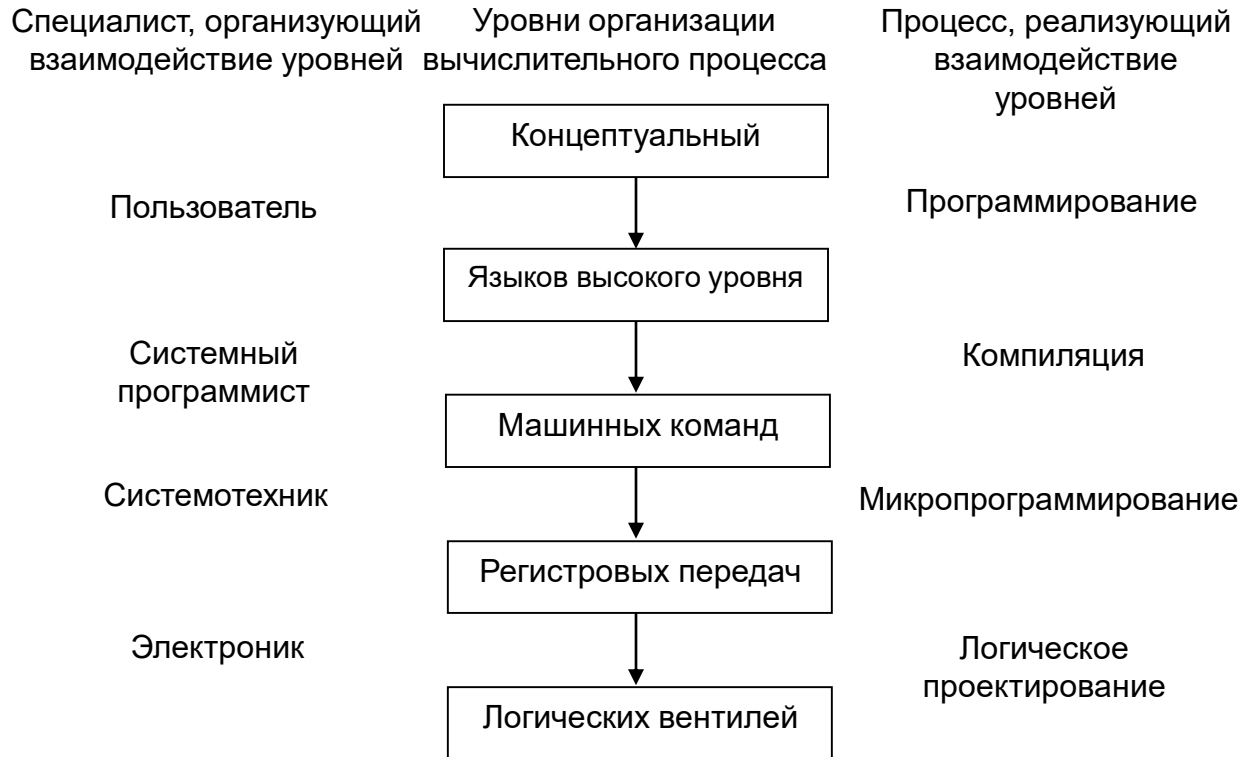 Специалист, организующий
взаимодействие уровней
Уровни организации
вычислительного процесса
Процесс, реализующий
взаимодействие
уровней
Концептуальный
Пользователь
Программирование
Языков высокого уровня
Системный
программист
Компиляция
Машинных команд
Системотехник
Микропрограммирование
Регистровых передач
Электроник
Логическое
проектирование
Логических вентилей